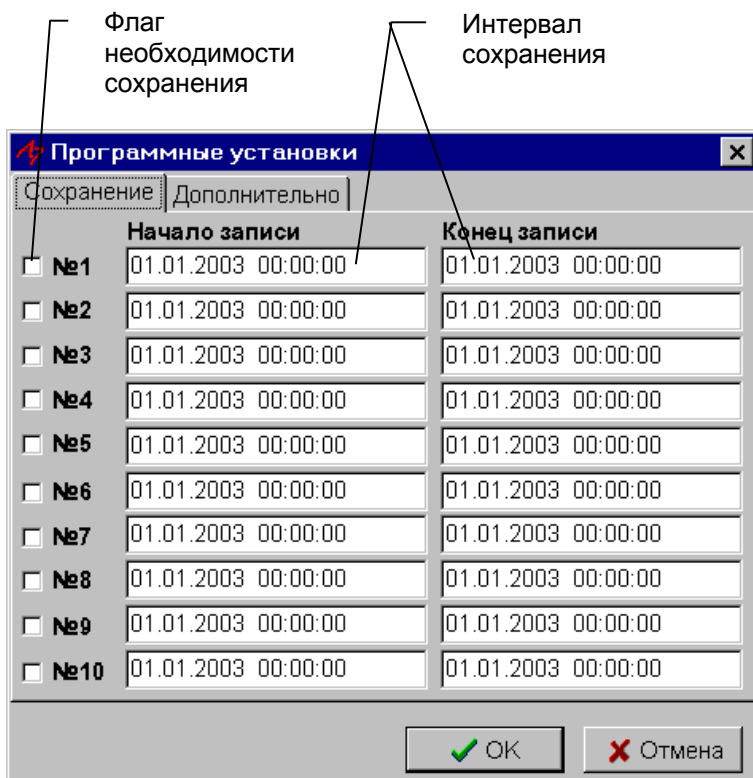 Флаг
необходимости
сохранения
Интервал
сохранения
Программные установки
Сохранение Дополнительно
Начало записи Конец записи
№1 01.01.2003 00:00:00 01.01.2003 00:00:00
№2 01.01.2003 00:00:00 01.01.2003 00:00:00
№3 01.01.2003 00:00:00 01.01.2003 00:00:00
№4 01.01.2003 00:00:00 01.01.2003 00:00:00
№5 01.01.2003 00:00:00 01.01.2003 00:00:00
№6 01.01.2003 00:00:00 01.01.2003 00:00:00
№7 01.01.2003 00:00:00 01.01.2003 00:00:00
№8 01.01.2003 00:00:00 01.01.2003 00:00:00
№9 01.01.2003 00:00:00 01.01.2003 00:00:00
№10 01.01.2003 00:00:00 01.01.2003 00:00:00
OK Отмена